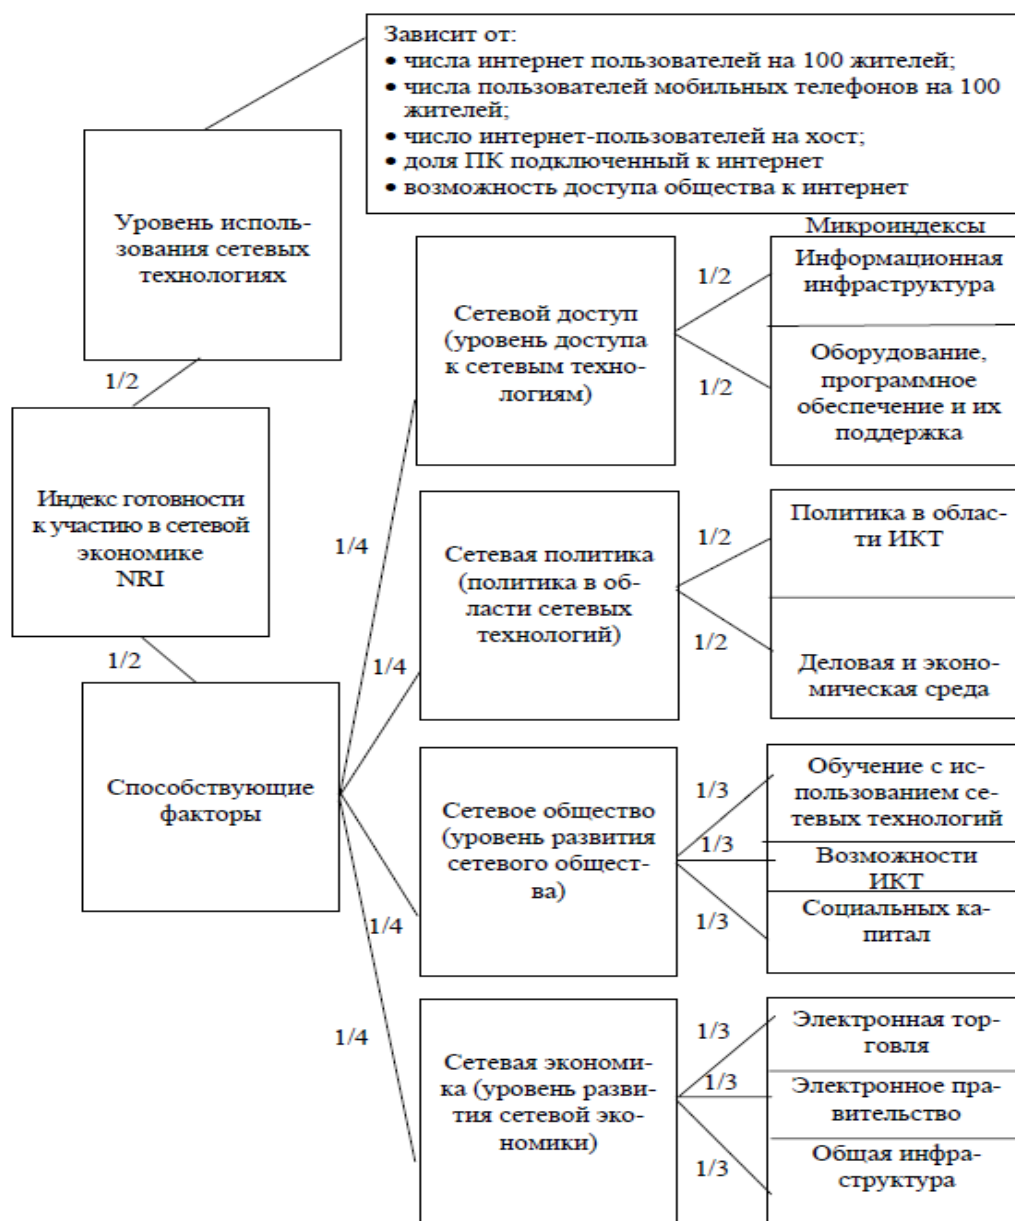 Зависит от:
• числа интернет пользователей на 100 жителей;
• числа пользователей мобильных телефонов на 100
жителей;
• число интернет-пользователей на хост;
• доля ПК подключенный к интернет
• возможность доступа общества к интернет
Уровень исполь-
зования сетевых
технологиях
1/2
Индекс готовности
к участию в сетевой
экономике
NRI
1/2
Способствующие
факторы
1/4
1/4
1/4
1/4
Сетевой доступ
(уровень доступа
к сетевым техно-
логиям)
1/2
1/2
Микроиндексы
Информационная
инфраструктура
Оборудование,
программное
обеспечение и их
поддержка
Сетевая политика
(политика в об-
ласти сетевых
технологий)
1/2
1/2
Политика в облас-
ти ИКТ
Деловая и эконо-
мическая среда
Сетевое общество
(уровень развития
сетевого общест-
ва)
1/3
1/3
1/3
Обучение с ис-
пользованием се-
тевых технологий
Возможности
ИКТ
Социальных ка-
питал
Сетевая экономи-
ка (уровень разви-
тия сетевой эко-
номики)
1/3
1/3
1/3
Электронная тор-
говля
Электронное пра-
вительство
Общая инфра-
структура